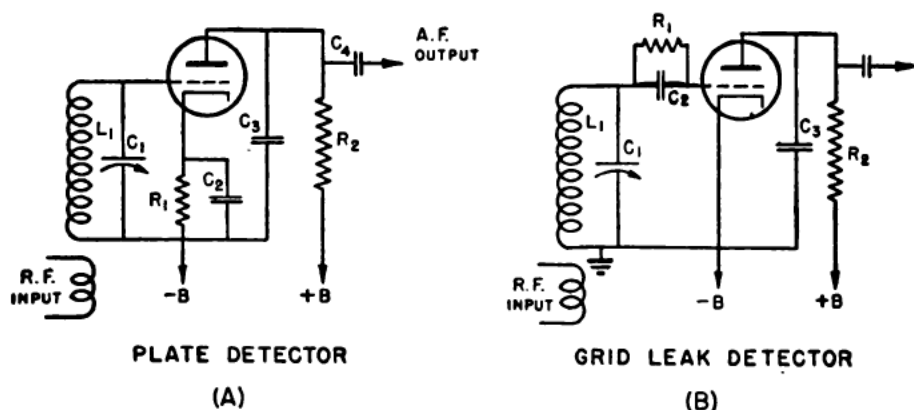 A.F.
OUTPUT
C4
L1
C1
C3
R2
R1
C2
R.F.
INPUT
-B
+B
PLATE DETECTOR
(A)
R1
C2
L1
C1
C3
R2
R.F.
INPUT
-B
+B
GRID LEAK DETECTOR
(B)